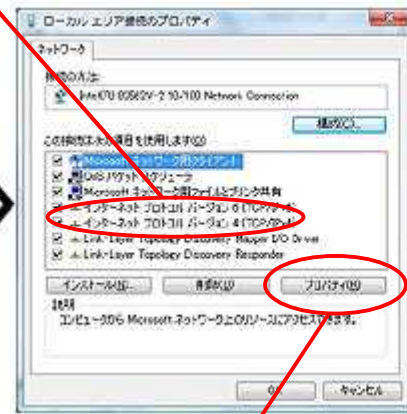 ローカル エリア接続のプロパティ
ネットワーク
接続の方法:
Intel(R) 82562V-2 10/100 Network Connection
構成(C)...
この接続は次の項目を使用します(O):
Microsoft ネットワーク用クライアント
QoS パケット スケジューラ
Microsoft ネットワーク用ファイルとプリンタ共有
インターネット プロトコル バージョン 6 (TCP/IPv6)
インターネット プロトコル バージョン 4 (TCP/IPv4)
Link-Layer Topology Discovery Mapper I/O Driver
Link-Layer Topology Discovery Responder
インストール(N)...
削除(U)
プロパティ(R)
説明
コンピュータから Microsoft ネットワーク上のリソースにアクセスできます。
OK
キャンセル